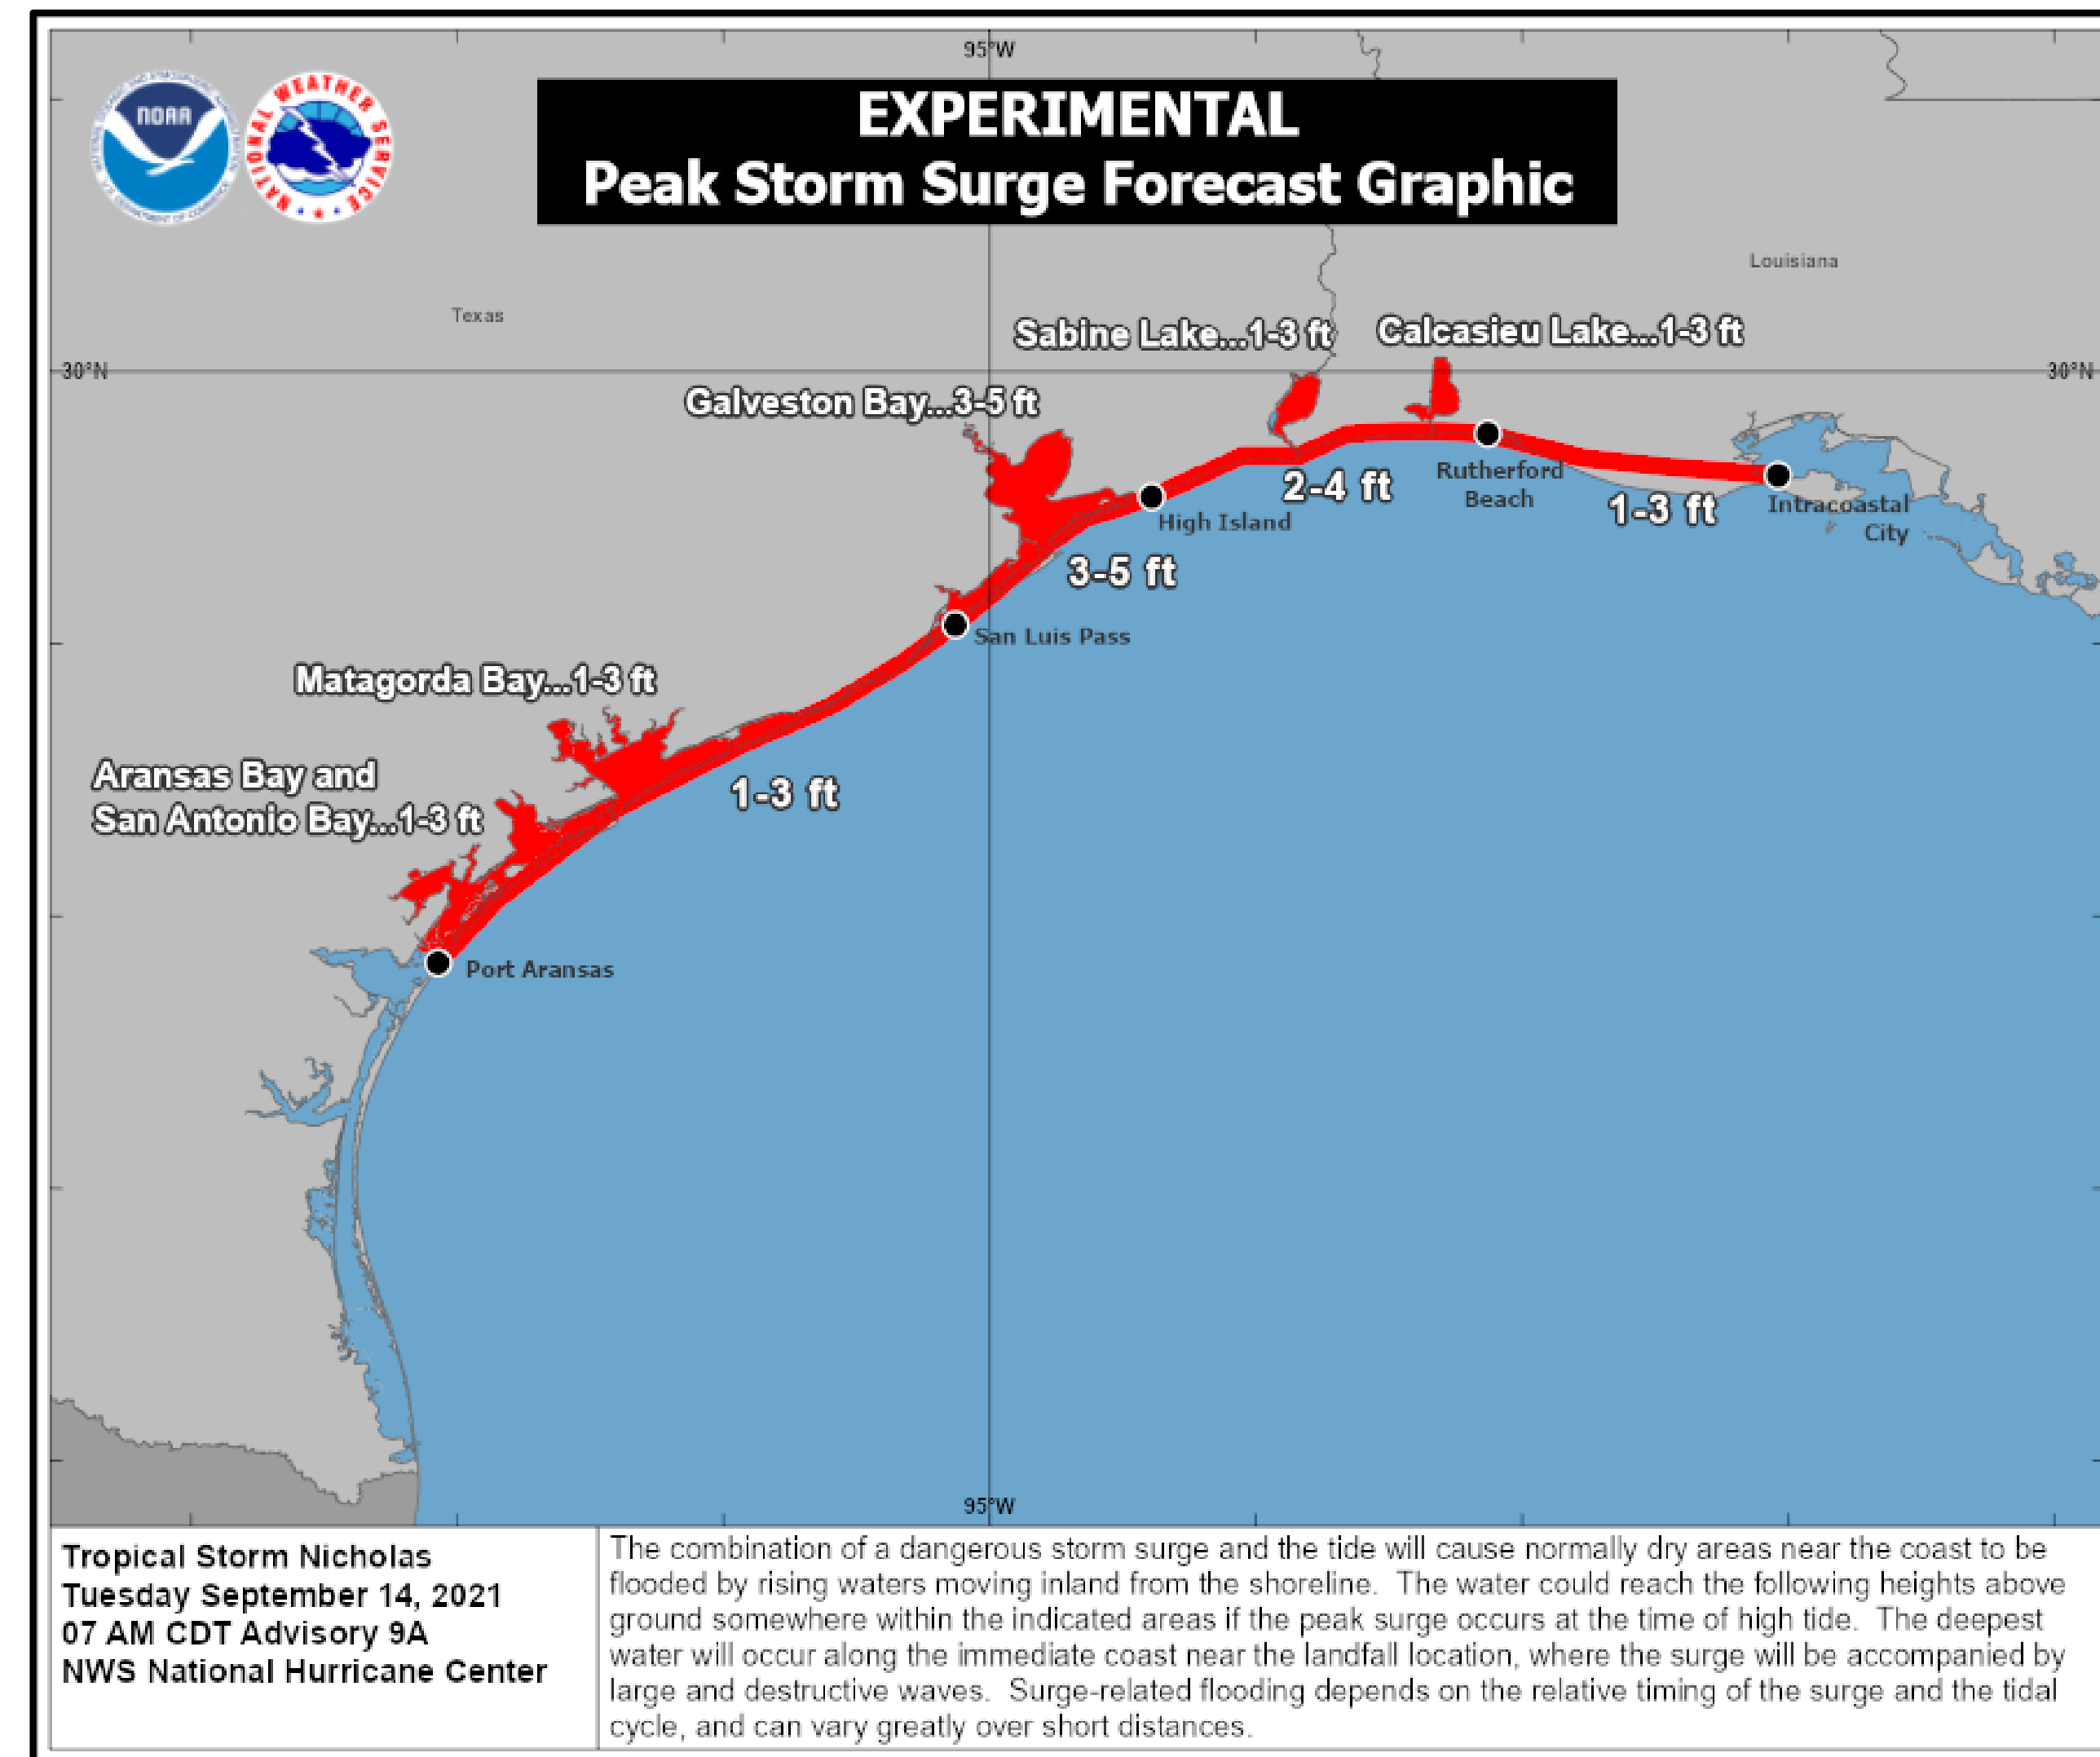 95°W
NOAA
NATIONAL WEATHER SERVICE
EXPERIMENTAL
Peak Storm Surge Forecast Graphic
Louisiana
Texas
Sabine Lake...1-3 ft
Calcasieu Lake...1-3 ft
30°N
30°N
Galveston Bay...3-5 ft
Rutherford
Beach
2-4 ft
High Island
1-3 ft
Intracoastal
City
3-5 ft
San Luis Pass
Matagorda Bay...1-3 ft
Aransas Bay and
San Antonio Bay...1-3 ft
1-3 ft
Port Aransas
95°W
Tropical Storm Nicholas
Tuesday September 14, 2021
07 AM CDT Advisory 9A
NWS National Hurricane Center
The combination of a dangerous storm surge and the tide will cause normally dry areas near the coast to be
flooded by rising waters moving inland from the shoreline.  The water could reach the following heights above
ground somewhere within the indicated areas if the peak surge occurs at the time of high tide.  The deepest
water will occur along the immediate coast near the landfall location, where the surge will be accompanied by
large and destructive waves.  Surge-related flooding depends on the relative timing of the surge and the tidal
cycle, and can vary greatly over short distances.